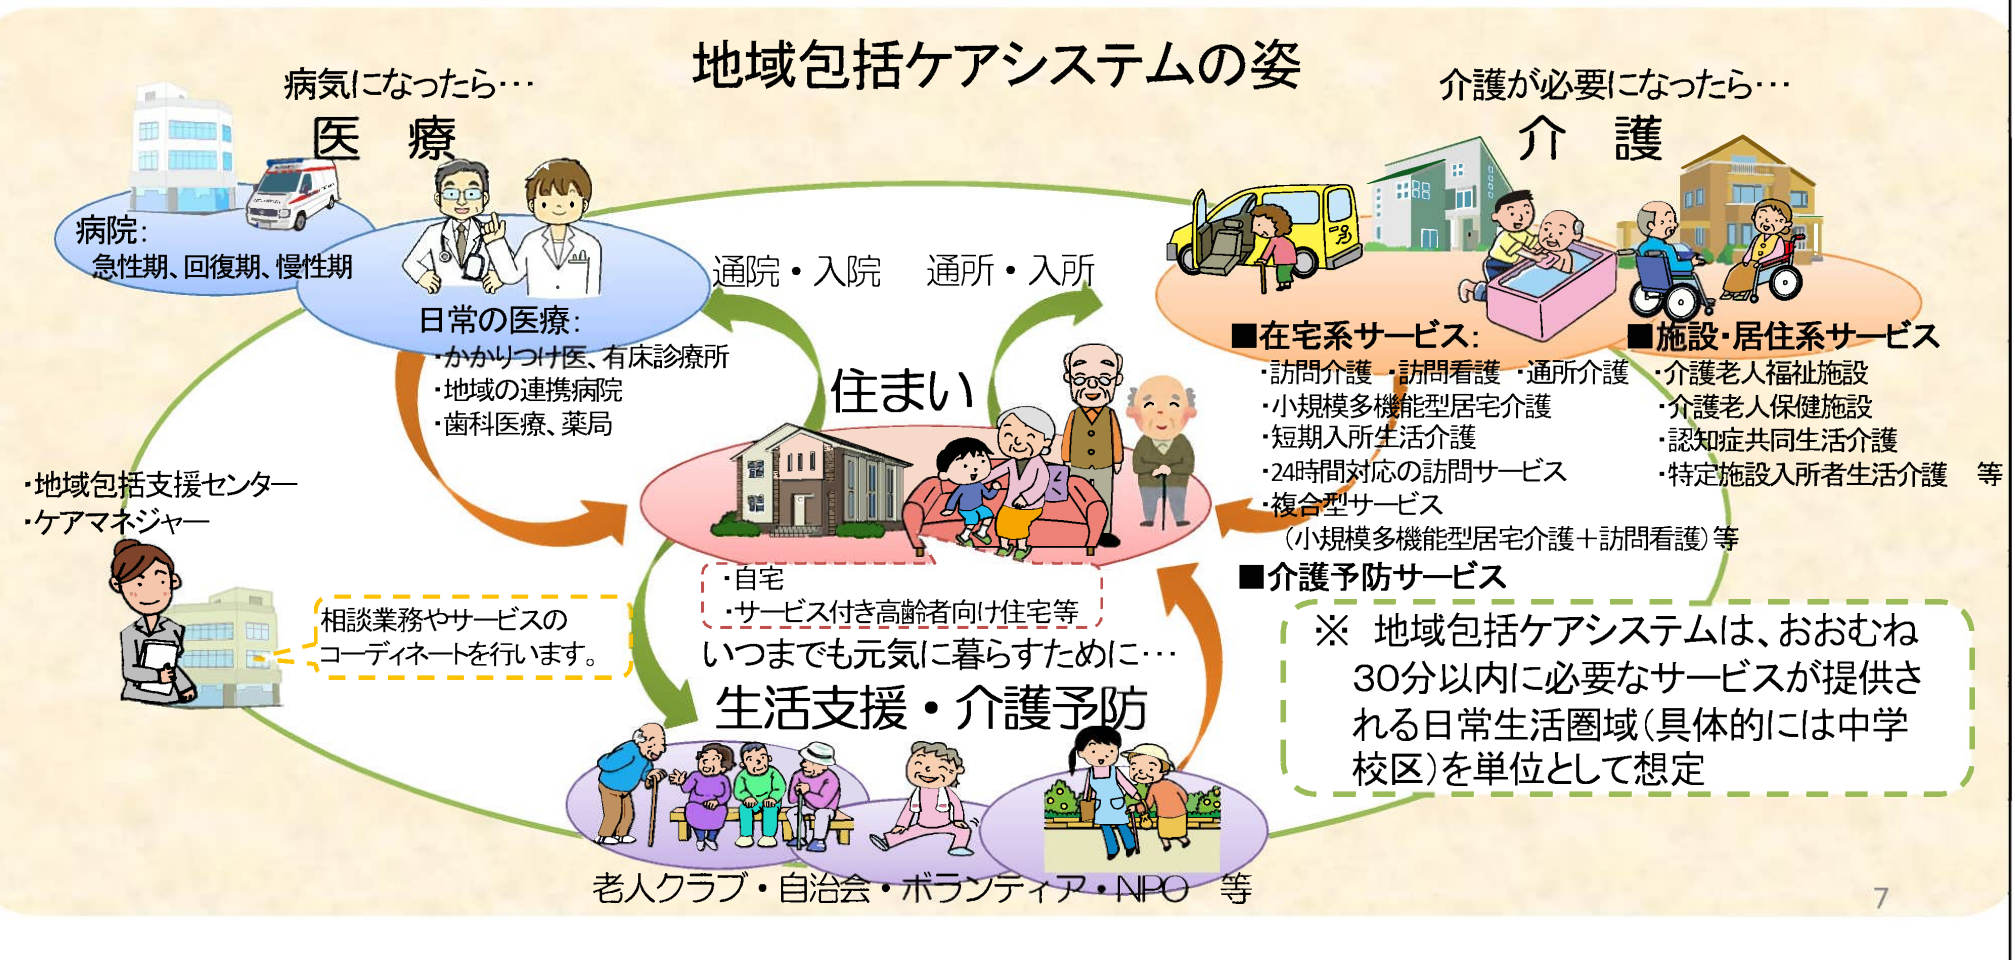 地域包括ケアシステムの姿
病気になったら…
医　療
病院：
急性期、回復期、慢性期
日常の医療：
・かかりつけ医、有床診療所
・地域の連携病院
・歯科医療、薬局
通院・入院
通所・入所
介護が必要になったら…
介　護
■在宅系サービス：
・訪問介護 ・訪問看護 ・通所介護
・小規模多機能型居宅介護
・短期入所生活介護
・24時間対応の訪問サービス
・複合型サービス
（小規模多機能型居宅介護＋訪問看護）等
■介護予防サービス
■施設・居住系サービス
・介護老人福祉施設
・介護老人保健施設
・認知症共同生活介護
・特定施設入所者生活介護　等
住まい
・自宅
・サービス付き高齢者向け住宅等
・地域包括支援センター
・ケアマネジャー
相談業務やサービスの
コーディネートを行います。
いつまでも元気に暮らすために…
生活支援・介護予防
老人クラブ・自治会・ボランティア・NPO　等
※　地域包括ケアシステムは、おおむね
30分以内に必要なサービスが提供さ
れる日常生活圏域（具体的には中学
校区）を単位として想定
7